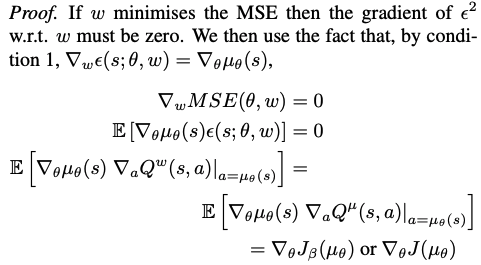 Proof. If w minimises the MSE then the gradient of ϵ²
w.r.t. w must be zero. We then use the fact that, by condi-
tion 1, ∇_w ϵ(s; θ, w) = ∇_θ μ_θ(s),
∇_w MSE(θ, w) = 0
𝔼 [∇_θ μ_θ(s)ϵ(s; θ, w)] = 0
𝔼 [∇_θ μ_θ(s) ∇_a Q^w(s, a)|_{a=μ_θ(s)}] =
𝔼 [∇_θ μ_θ(s) ∇_a Q^μ(s, a)|_{a=μ_θ(s)}]
= ∇_θ J_β(μ_θ) or ∇_θ J(μ_θ)